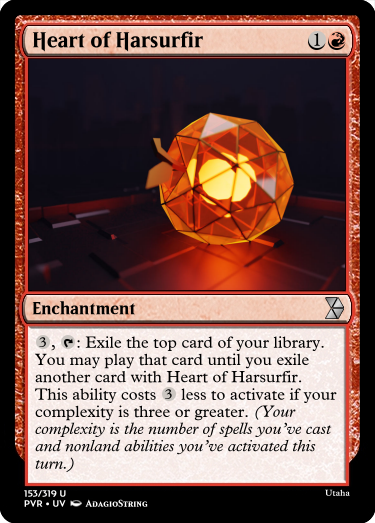 Heart of Harsurfir 1
Enchantment
3, : Exile the top card of your library.
You may play that card until you exile
another card with Heart of Harsurfir.
This ability costs 3 less to activate if your
complexity is three or greater. (Your
complexity is the number of spells you've cast
and nonland abilities you've activated this
turn.)
153/319 U Utaha
PVR • UV AdagioString